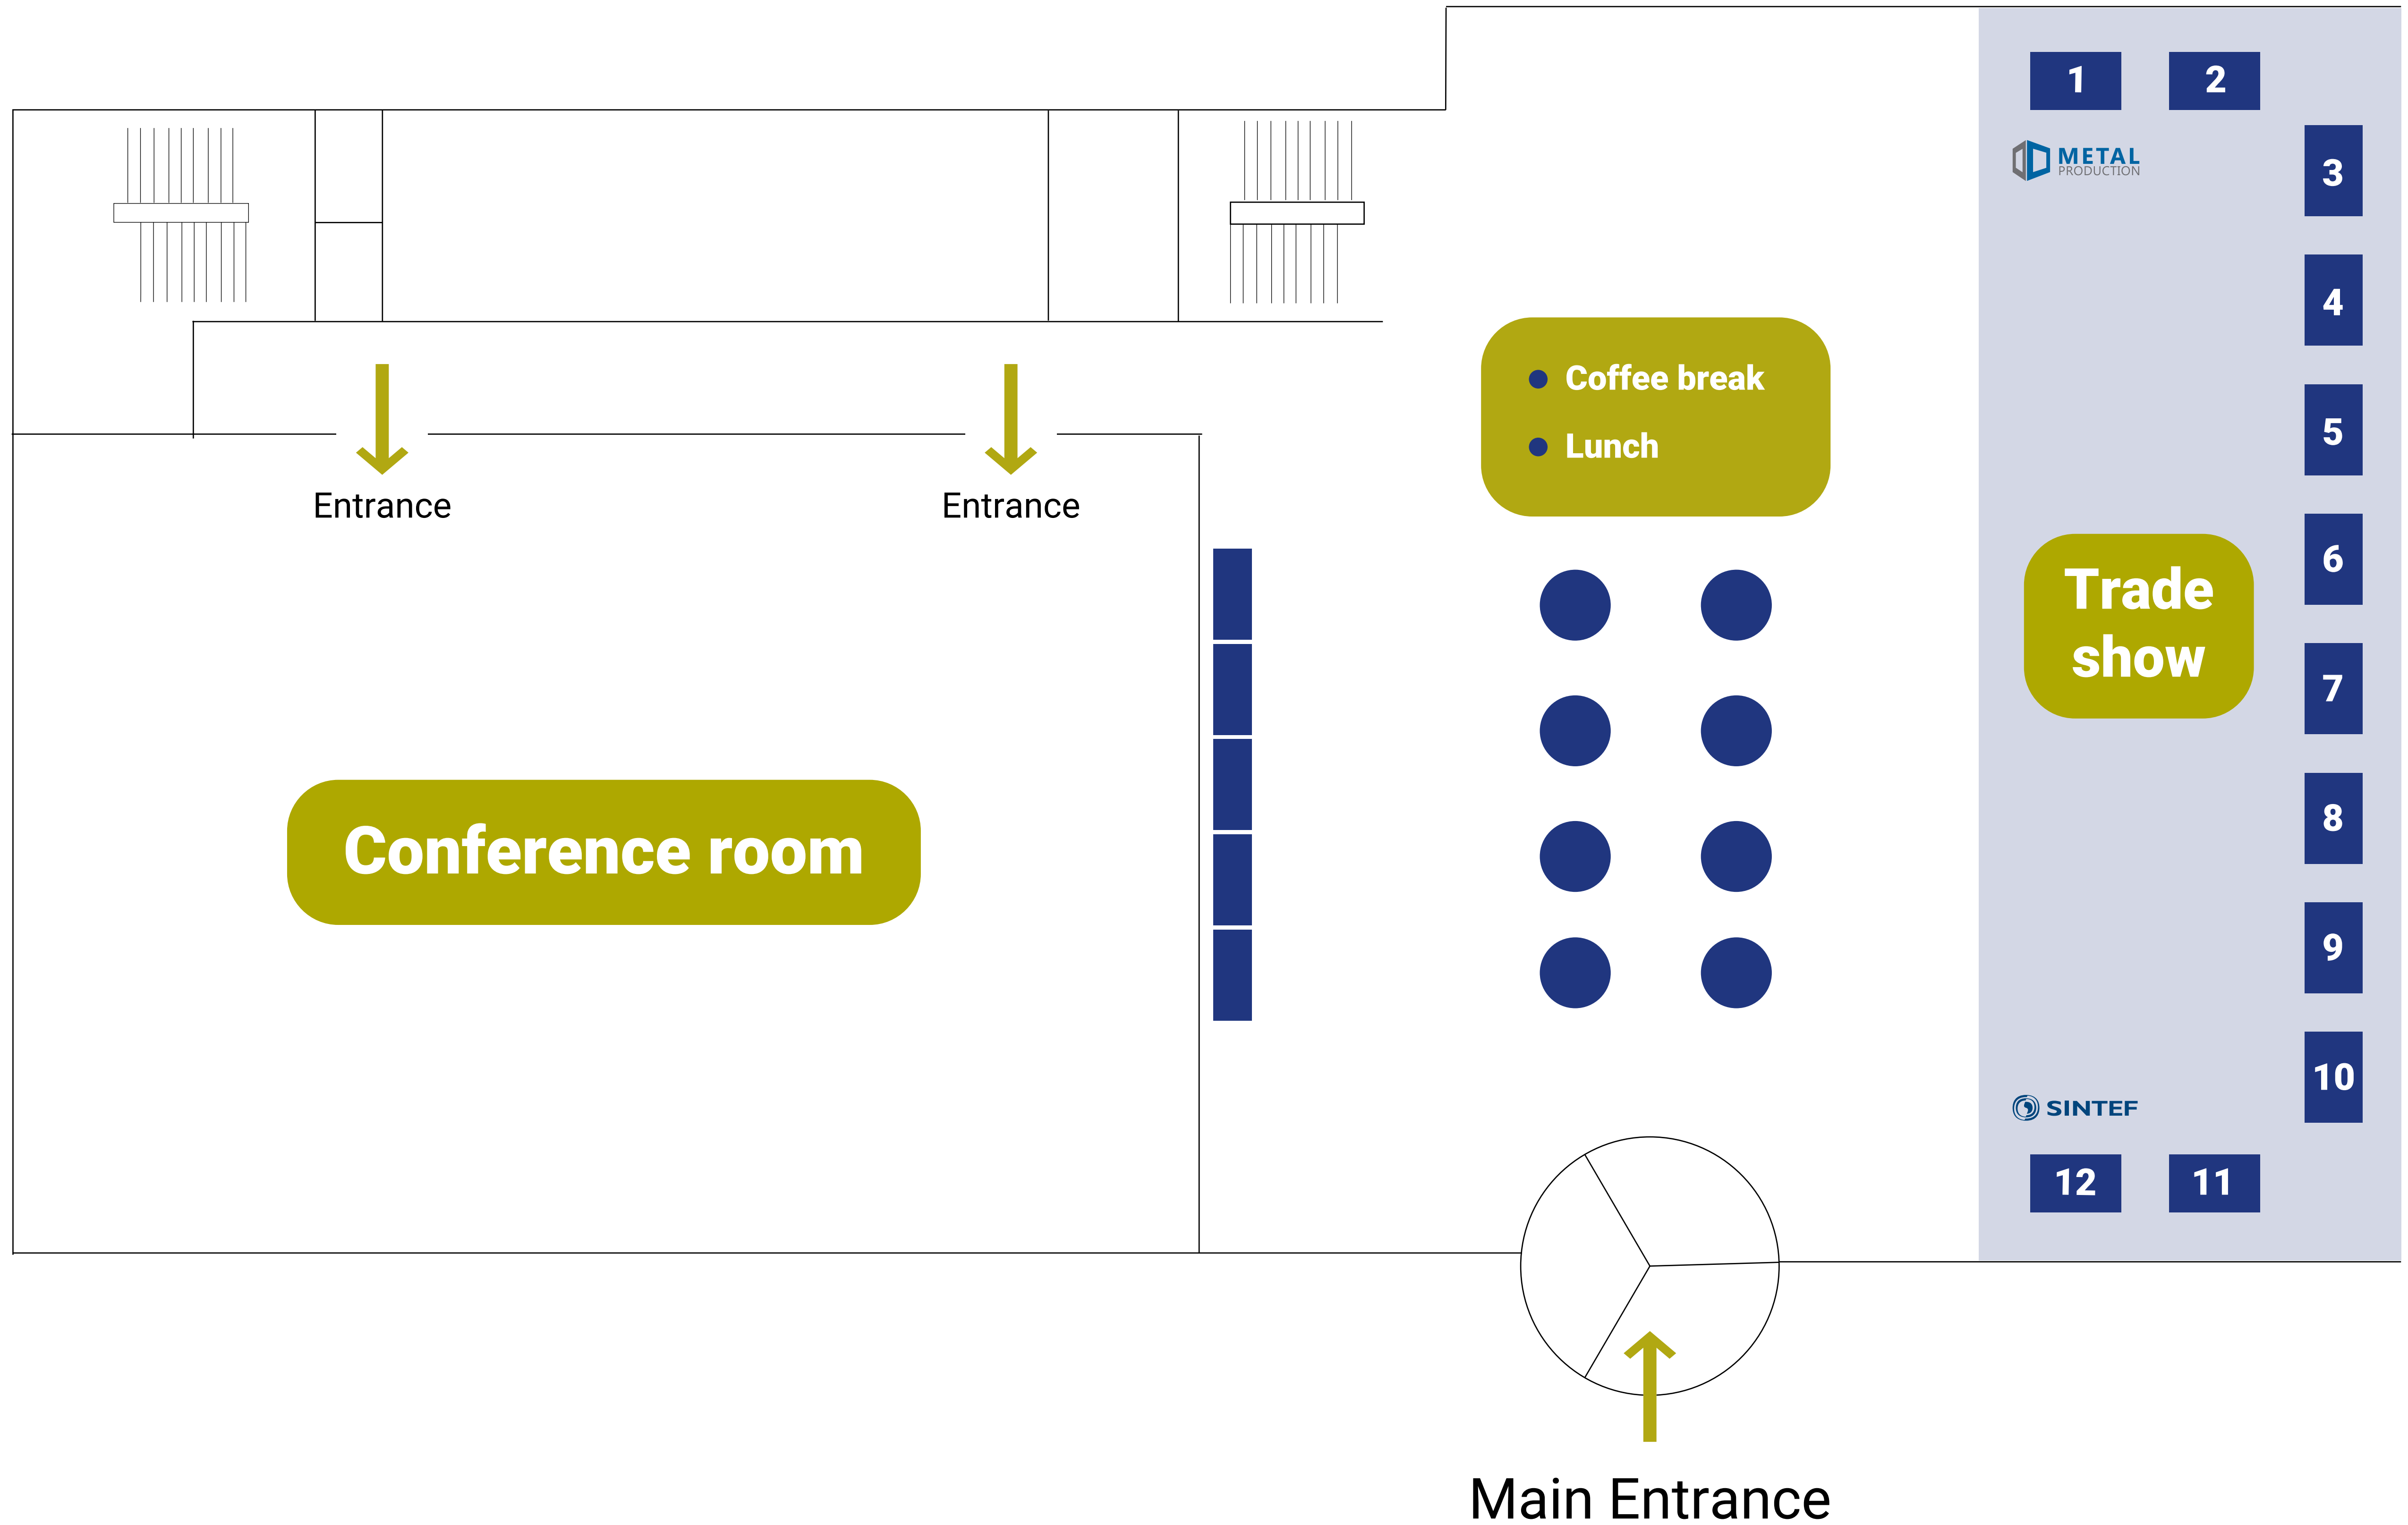 1
2
METAL
PRODUCTION
3
4
Coffee break
Lunch
5
Entrance
Entrance
6
Trade
show
7
Conference room
8
9
10
SINTEF
12
11
Main Entrance